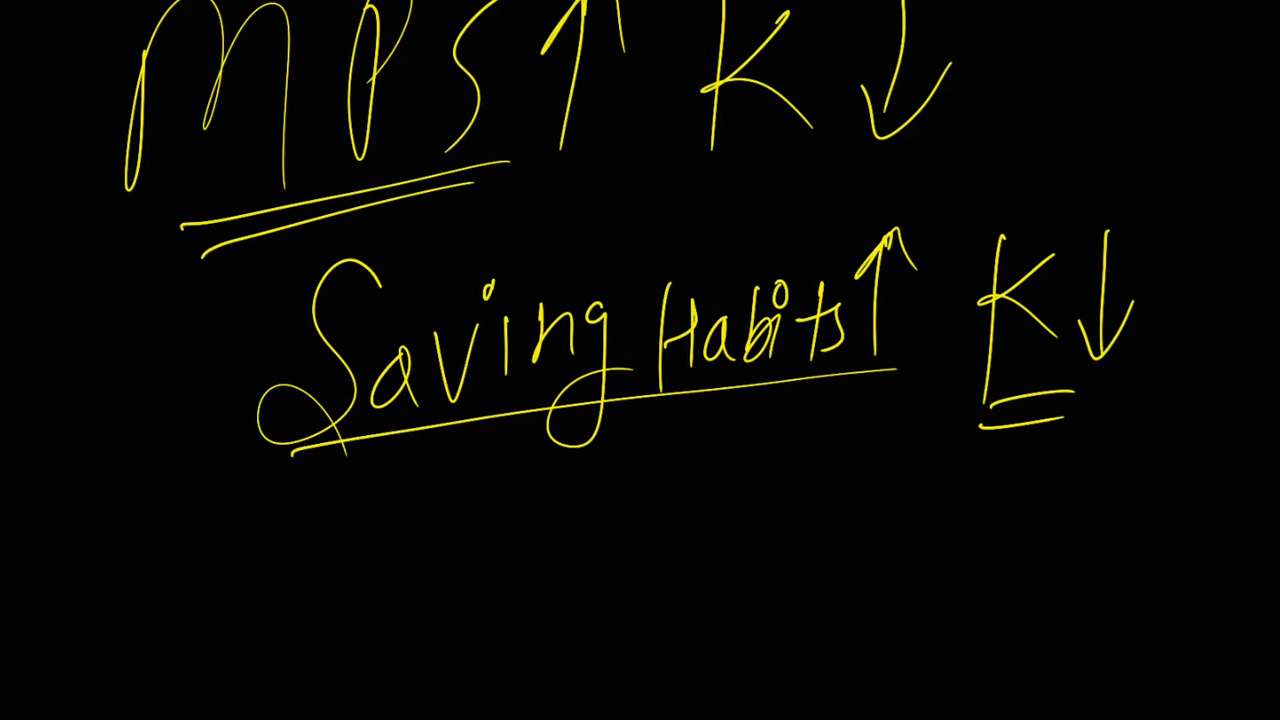 MPS↑ K↓
Saving Habits↑ K↓